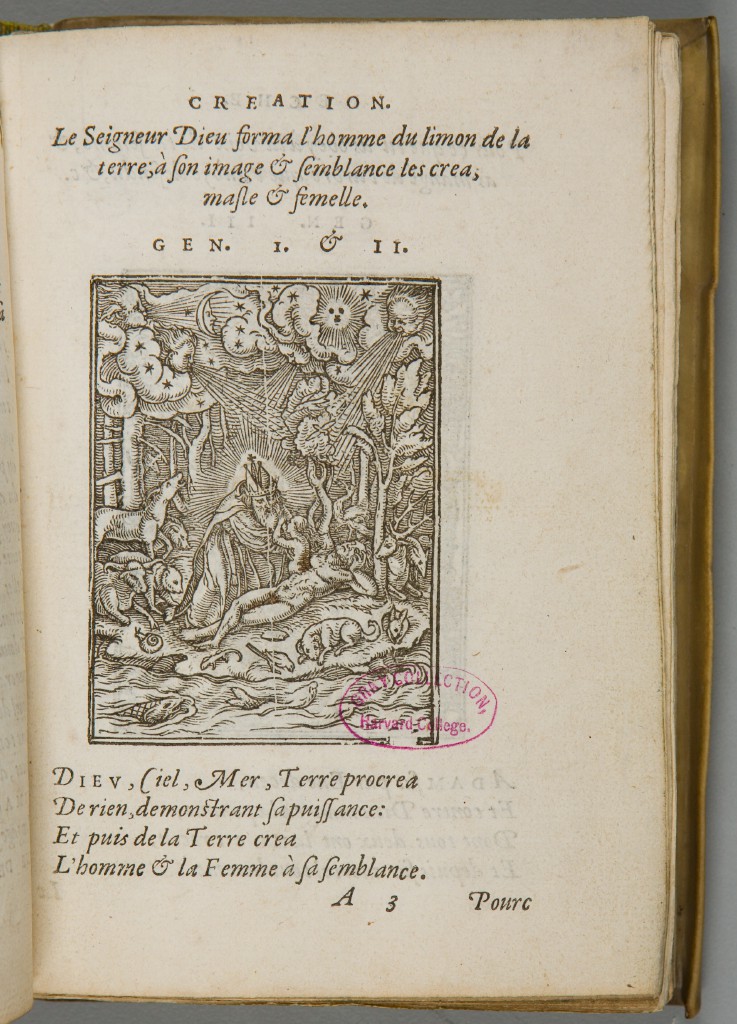 CREATION.
Le Seigneur Dieu forma l'homme du limon de la
terre; à ſon image & ſemblance les crea,
maſle & femelle.
GEN. I. & II.
GRAY COLLECTION,
Harvard College.
DIEV, Ciel, Mer, Terre procrea
De rien, demonſtrant ſa puiſſance:
Et puis de la Terre crea
L'homme & la Femme à ſa ſemblance.
A 3 Pourc